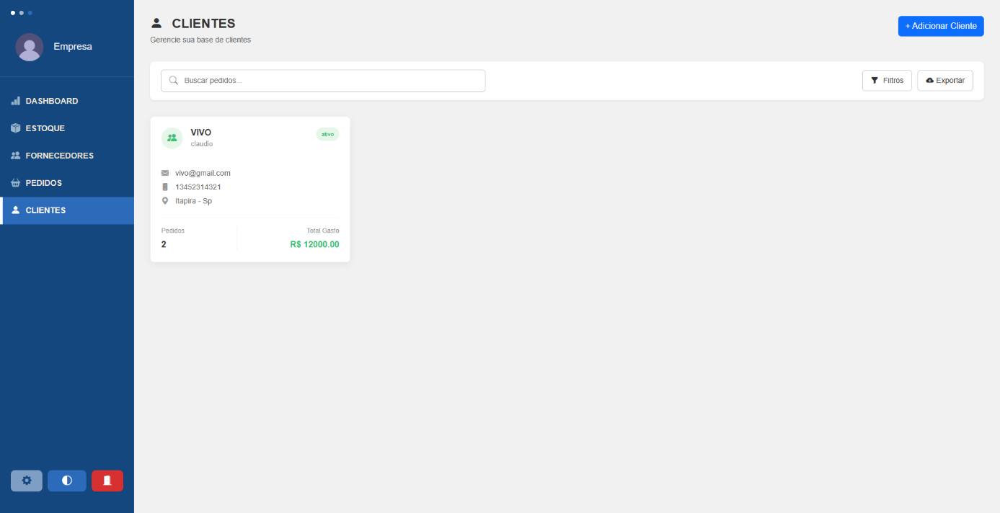 Empresa
DASHBOARD
ESTOQUE
FORNECEDORES
PEDIDOS
CLIENTES
CLIENTES
Gerencie sua base de clientes
+ Adicionar Cliente
Buscar pedidos...
Filtros
Exportar
VIVO
claudio
ativo
vivo@gmail.com
13452314321
Itapira - Sp
Pedidos
2
Total Gasto
R$ 12000.00